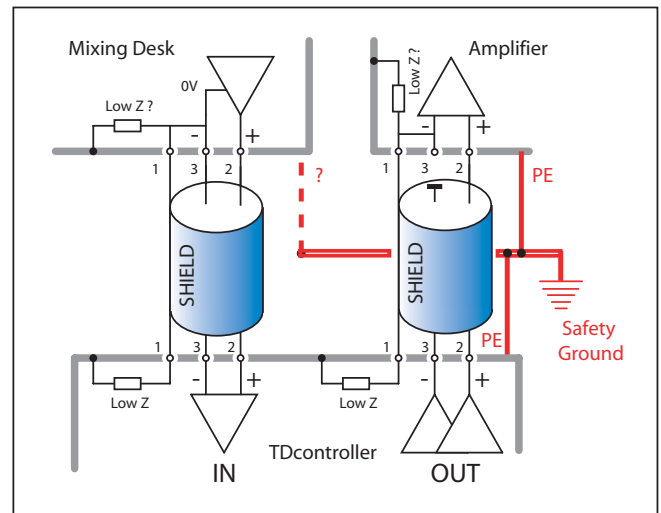 Mixing Desk
Amplifier
0V
Low Z ?
Low Z ?
- +
- +
1 3 2
1 3 2
?
PE
SHIELD
SHIELD
Safety
Ground
PE
1 3 2
1 3 2
- +
- +
Low Z
Low Z
TDcontroller
IN
OUT